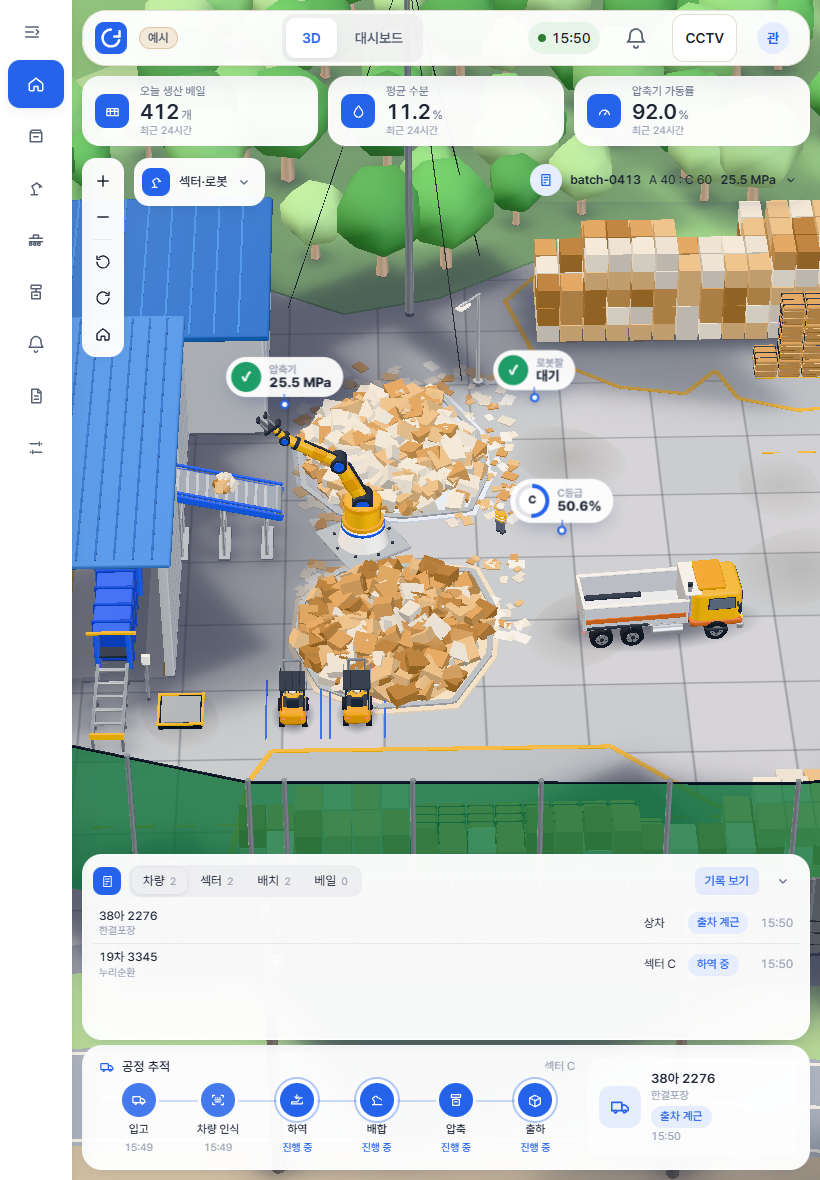 예시
3D
대시보드
15:50
CCTV
관
오늘 생산 베일
412개
최근 24시간
평균 수분
11.2%
최근 24시간
압축기 가동률
92.0%
최근 24시간
섹터·로봇
batch-0413 A 40 : C 60 25.5 MPa
압축기
25.5 MPa
로봇팔
대기
C
C등급
50.6%
차량 2
섹터 2
배치 2
베일 0
기록 보기
38아 2276
한결포장
상차
출차 계근
15:50
19차 3345
누리순환
섹터 C
하역 중
15:50
공정 추적
섹터 C
입고
15:49
차량 인식
15:49
하역
진행 중
배합
진행 중
압축
진행 중
출하
진행 중
38아 2276
한결포장
출차 계근
15:50